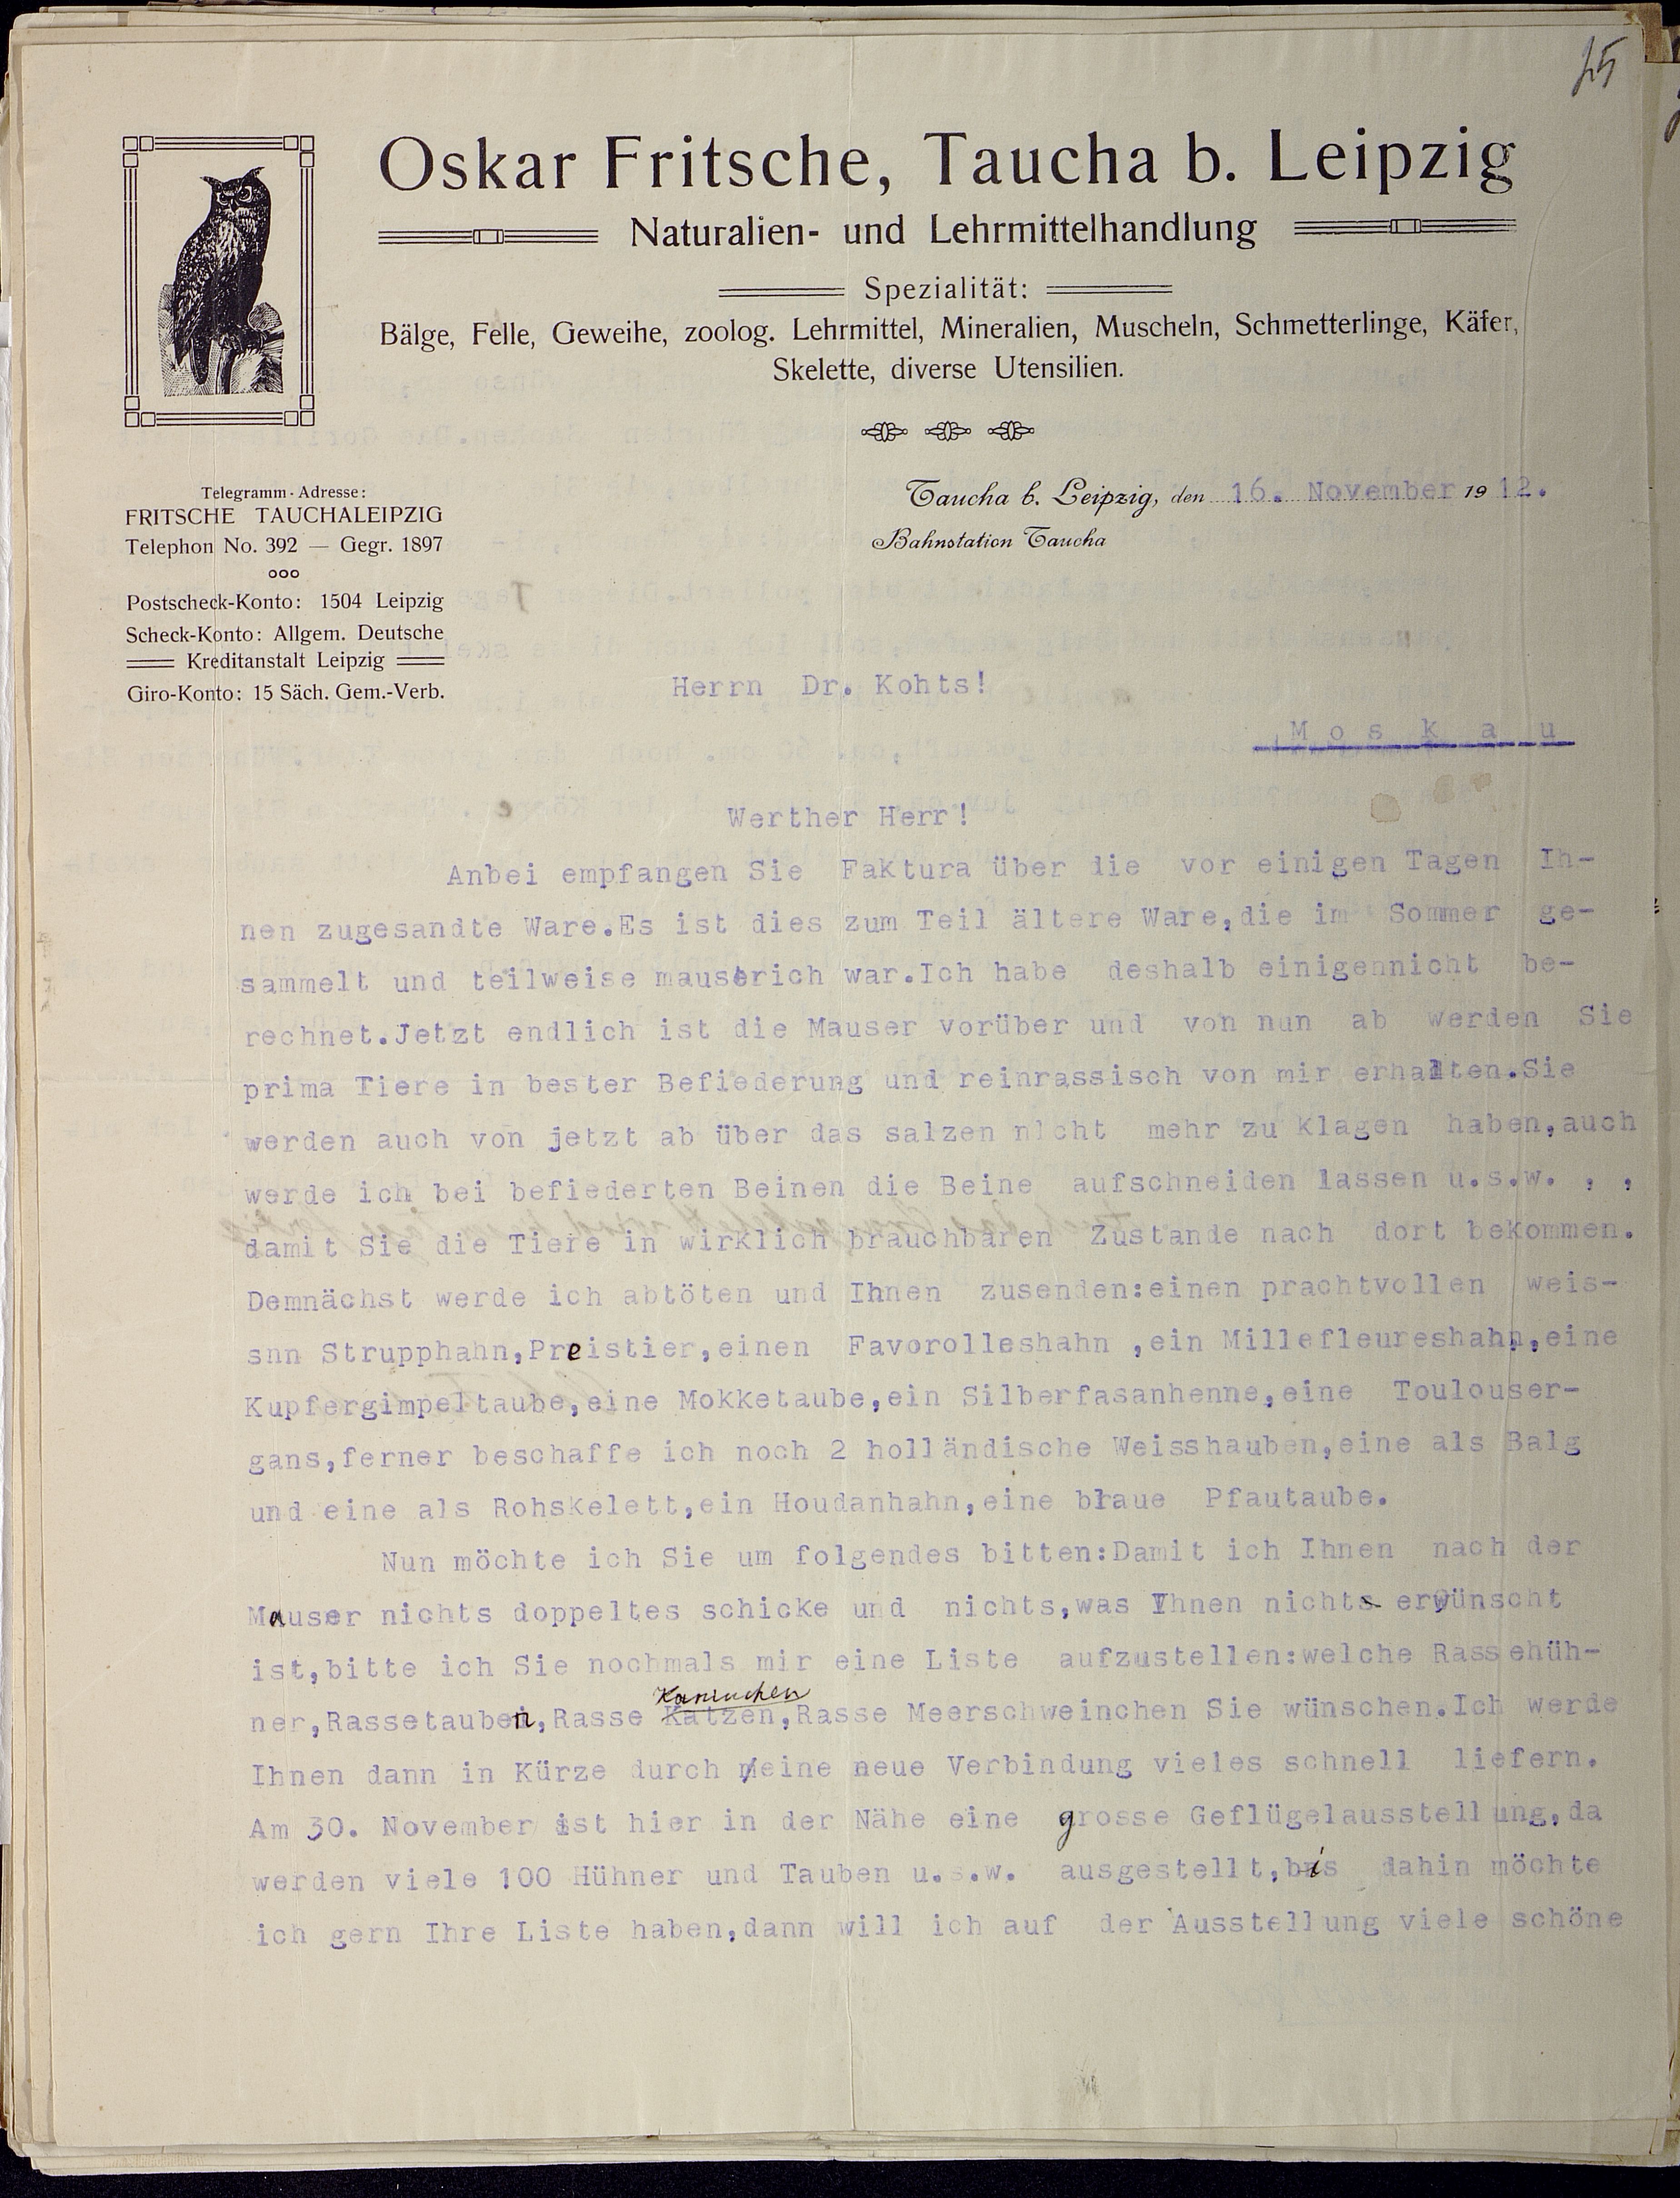 25
Oskar Fritsche, Taucha b. Leipzig
Naturalien- und Lehrmittelhandlung
Spezialität:
Bälge, Felle, Geweihe, zoolog. Lehrmittel, Mineralien, Muscheln, Schmetterlinge, Käfer,
Skelette, diverse Utensilien.
Telegramm-Adresse:
FRITSCHE TAUCHALEIPZIG
Telephon No. 392 — Gegr. 1897
Postscheck-Konto: 1504 Leipzig
Scheck-Konto: Allgem. Deutsche
Kreditanstalt Leipzig
Giro-Konto: 15 Säch. Gem.-Verb.
Taucha b. Leipzig, den 16. November 1912.
Bahnstation Taucha
Herrn Dr. Kohts!
M o s k a u
Werther Herr!
Anbei empfangen Sie Faktura über die vor einigen Tagen Ih-
nen zugesandte Ware.Es ist dies zum Teil ältere Ware,die im Sommer ge-
sammelt und teilweise mauserich war.Ich habe deshalb einigennicht be-
rechnet.Jetzt endlich ist die Mauser vorüber und von nun ab werden Sie
prima Tiere in bester Befiederung und reinrassisch von mir erhalten.Sie
werden auch von jetzt ab über das salzen nicht mehr zu Klagen haben,auch
werde ich bei befiederten Beinen die Beine aufschneiden lassen u.s.w. , ,
damit Sie die Tiere in wirklich brauchbaren Zustande nach dort bekommen.
Demnächst werde ich abtöten und Ihnen zusenden:einen prachtvollen weis-
snn Strupphahn,Preistier,einen Favorolleshahn ,ein Millefleureshahn,eine
Kupfergimpeltaube,eine Mokketaube,ein Silberfasanhenne,eine Toulouser-
gans,ferner beschaffe ich noch 2 holländische Weisshauben,eine als Balg
und eine als Rohskelett,ein Houdanhahn,eine blaue Pfautaube.
Nun möchte ich Sie um folgendes bitten:Damit ich Ihnen nach der
Mauser nichts doppeltes schicke und nichts,was Ihnen nicht erwünscht
ist,bitte ich Sie nochmals mir eine Liste aufzustellen:welche Rassehüh-
Kaninchen
ner,Rassetauben,Rasse Katzen,Rasse Meerschweinchen Sie wünschen.Ich werde
Ihnen dann in Kürze durch meine neue Verbindung vieles schnell liefern.
Am 30. November ist hier in der Nähe eine grosse Geflügelausstellung,da
werden viele 100 Hühner und Tauben u.s.w. ausgestellt,bis dahin möchte
ich gern Ihre Liste haben,dann will ich auf der Ausstellung viele schöne